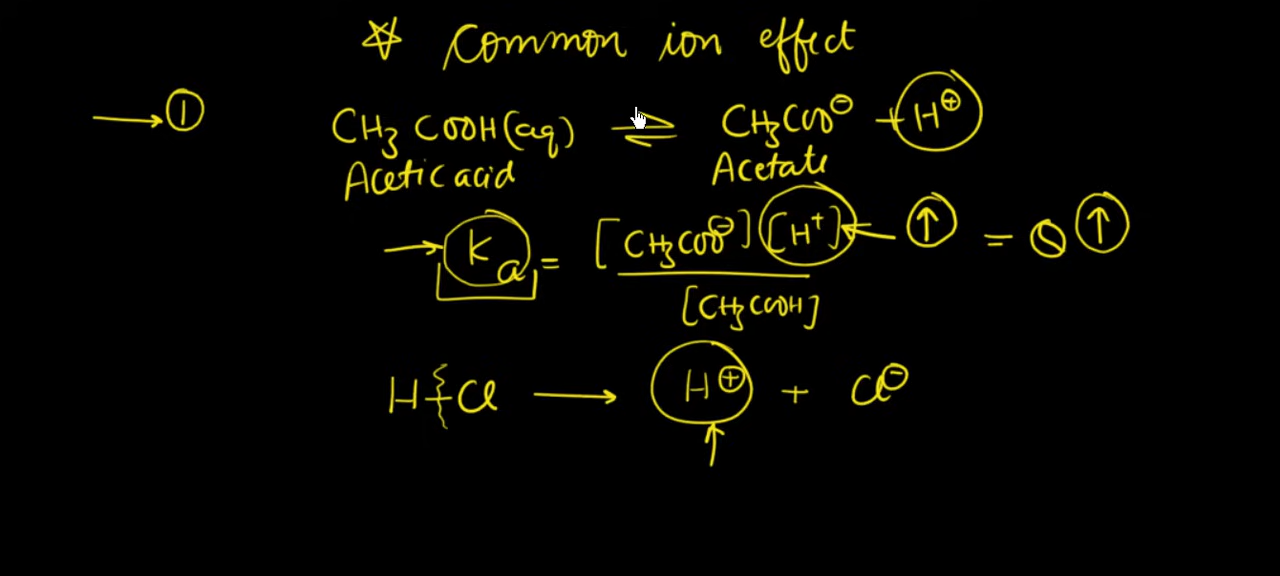 ☆ Common ion effect
→ ① CH₃COOH(aq) ⇌ CH₃COO⊖ + H⊕
Acetic acid Acetate
→ Ka = [CH₃COO⊖][H⁺] ← ↑ = Q ↑
[CH₃COOH]
H Cl → H⊕ + Cl⊖
↑